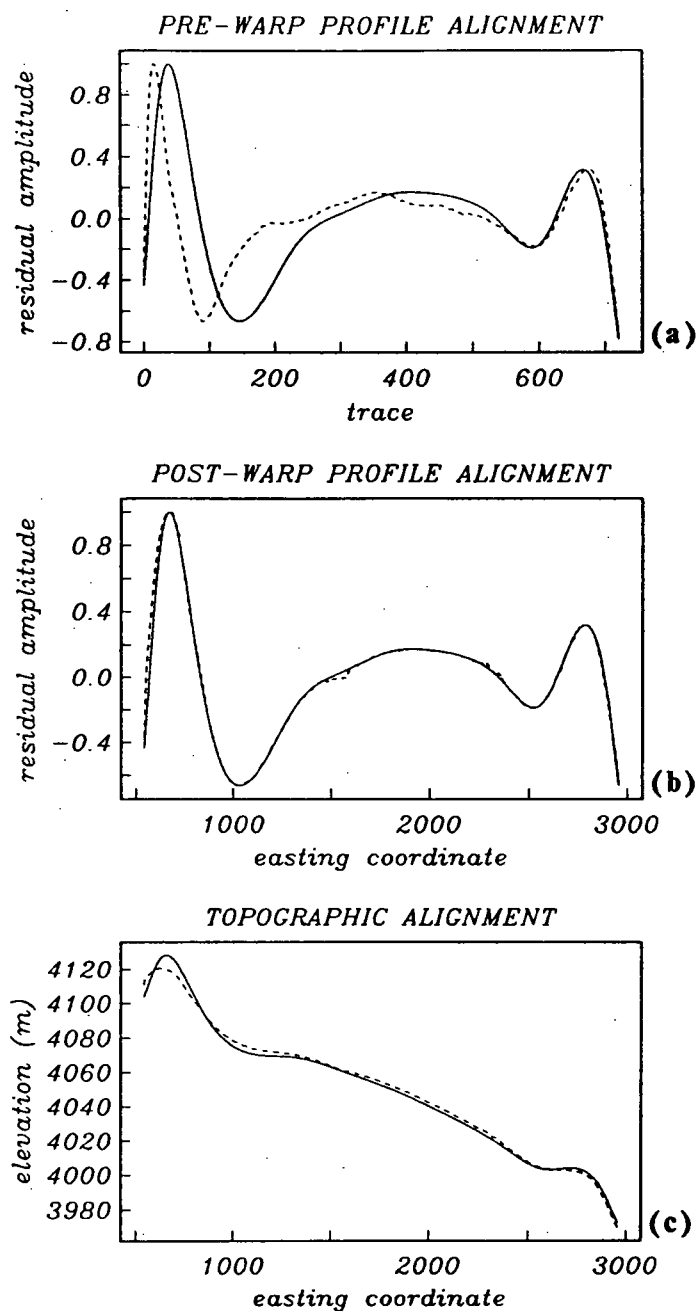 PRE-WARP PROFILE ALIGNMENT
residual amplitude
0.8
0.4
0.0
-0.4
-0.8
0
200
400
600
trace
(a)
POST-WARP PROFILE ALIGNMENT
residual amplitude
0.8
0.4
0.0
-0.4
1000
2000
3000
easting coordinate
(b)
TOPOGRAPHIC ALIGNMENT
elevation (m)
4120
4100
4080
4060
4040
4020
4000
3980
1000
2000
3000
easting coordinate
(c)